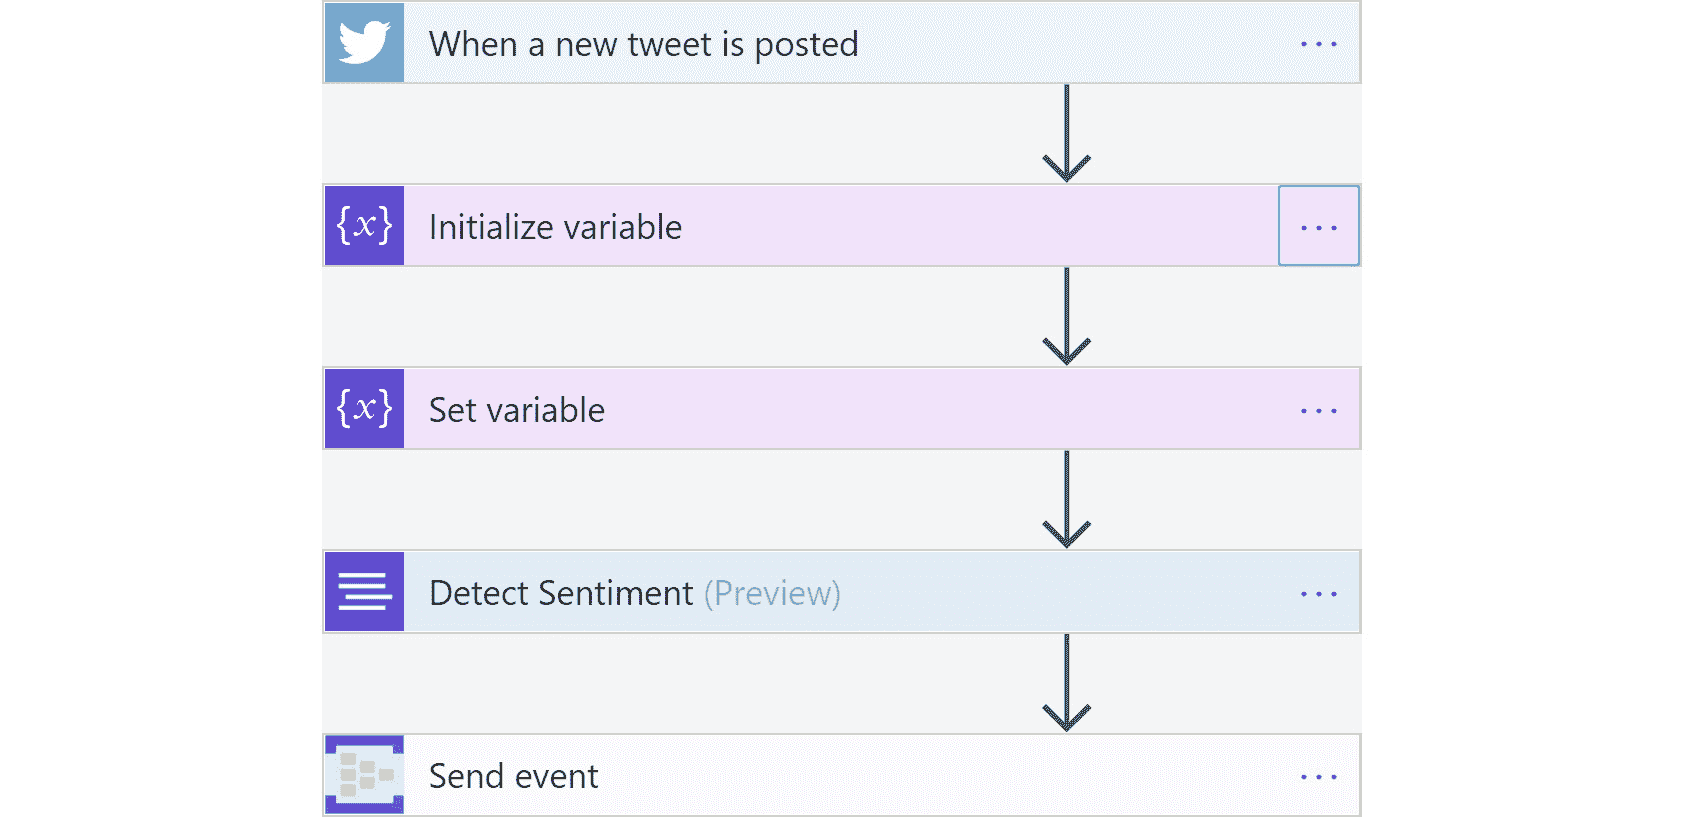 When a new tweet is posted
{x} Initialize variable
{x} Set variable
Detect Sentiment (Preview)
Send event